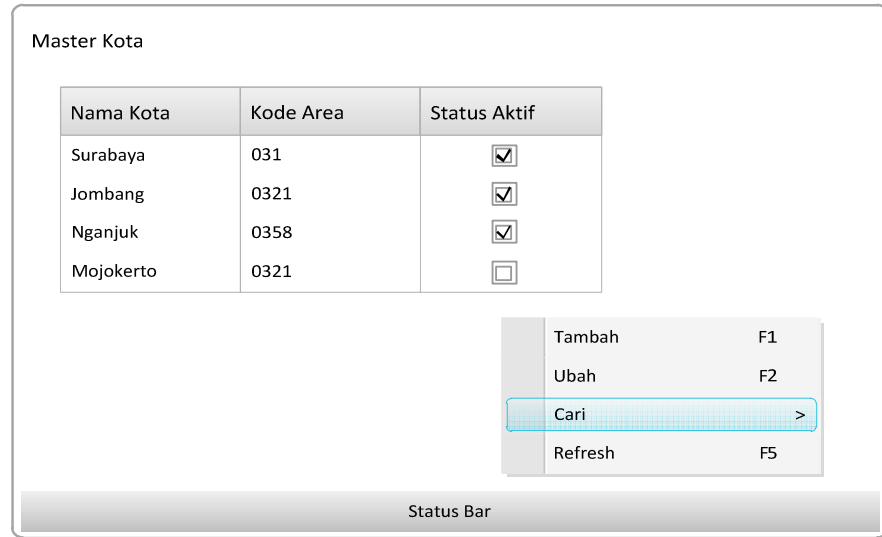 Master Kota
Nama Kota Kode Area Status Aktif
Surabaya 031
Jombang 0321
Nganjuk 0358
Mojokerto 0321
Tambah F1
Ubah F2
Cari >
Refresh F5
Status Bar